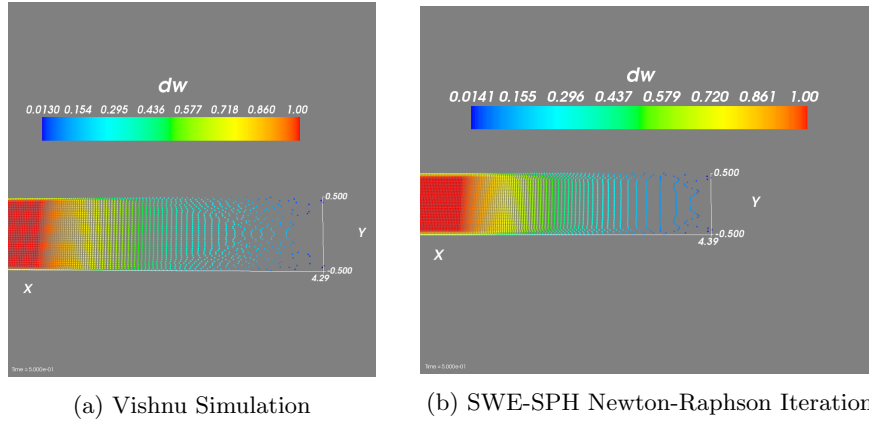 dw
0.0130 0.154 0.295 0.436 0.577 0.718 0.860 1.00
0.500
Y
-0.500
4.29
X
Time = 5.000e-01
(a) Vishnu Simulation
dw
0.0141 0.155 0.296 0.437 0.579 0.720 0.861 1.00
0.500
Y
-0.500
4.39
X
Time = 5.000e-01
(b) SWE-SPH Newton-Raphson Iteration